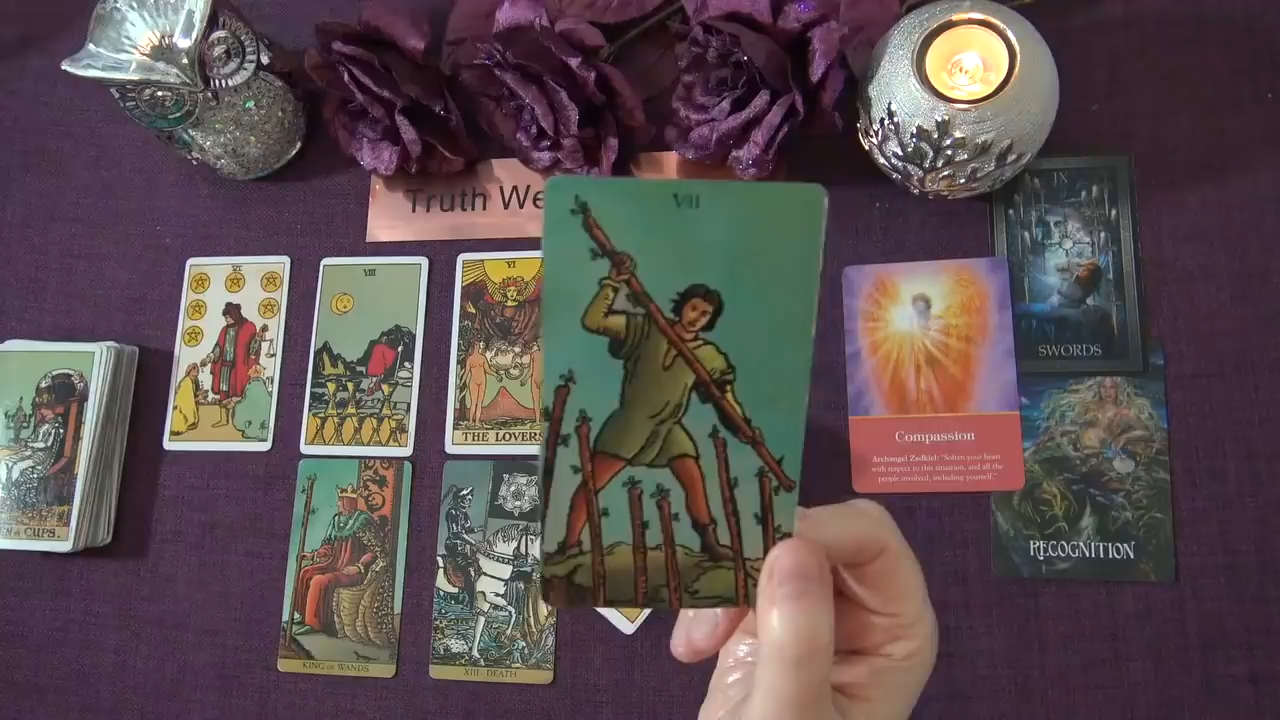 Truth We
VII
IX
VI
VIII
VI
SWORDS
THE LOVERS
Compassion
Archangel Zadkiel: "Soften your heart
with respect to this situation, and all the
people involved, including yourself."
CUPS.
RECOGNITION
KING OF WANDS
XIII - DEATH